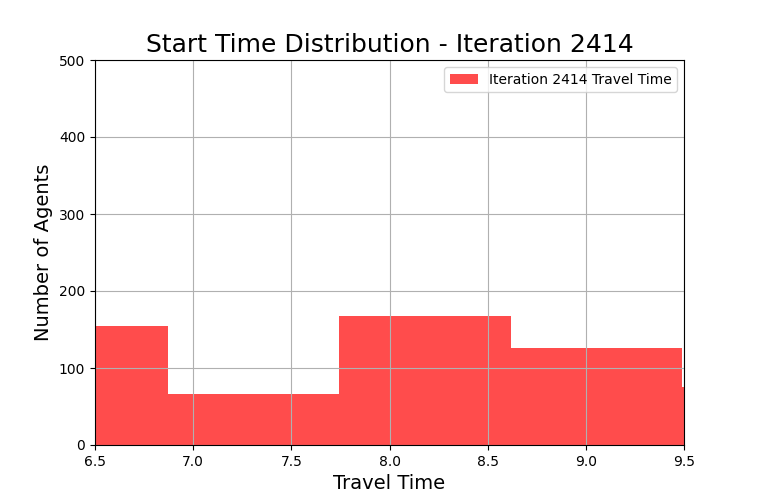 Start Time Distribution - Iteration 2414
Iteration 2414 Travel Time
Number of Agents
500
400
300
200
100
0
6.5 7.0 7.5 8.0 8.5 9.0 9.5
Travel Time